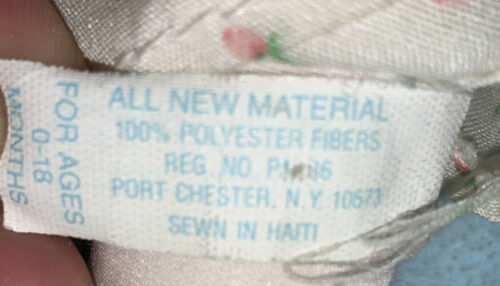 ALL NEW MATERIAL
100% POLYESTER FIBERS
REG. NO.
PORT CHESTER, N.Y. 10573
SEWN IN HAITI
FOR AGES
0-18
MONTHS